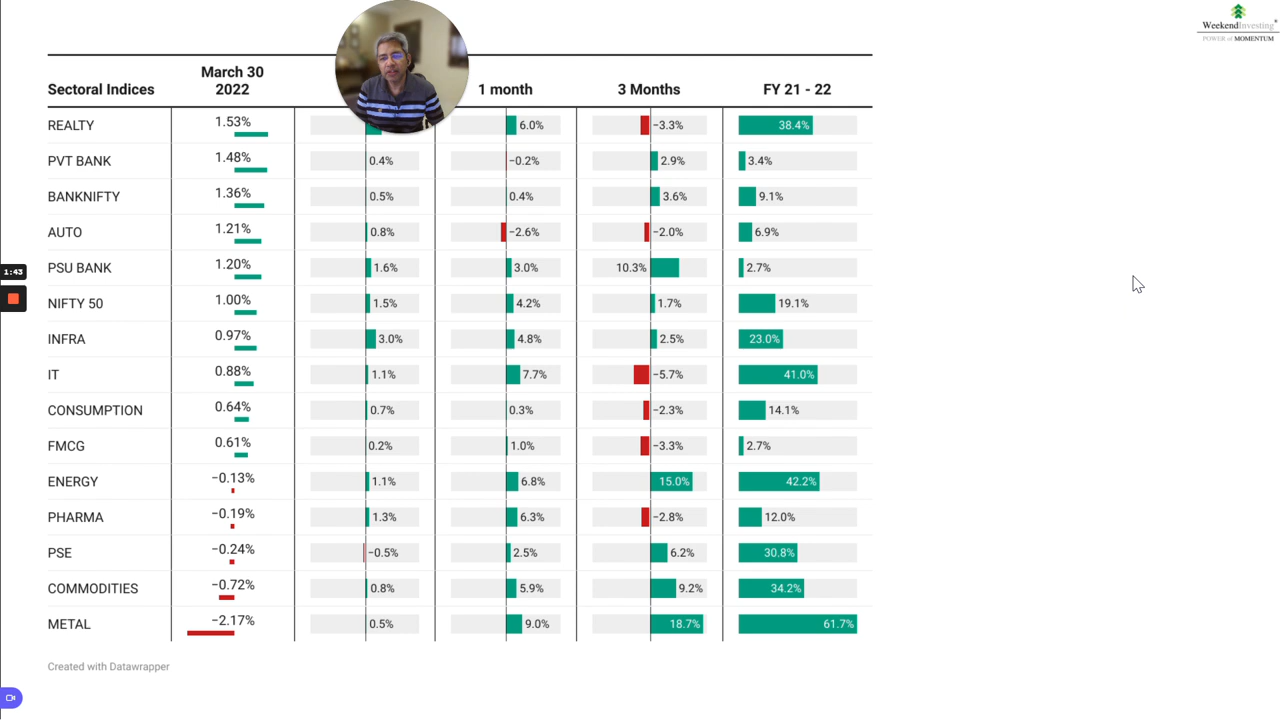 WeekendInvesting
POWER of MOMENTUM
Sectoral Indices March 30 2022 1 month 3 Months FY 21 - 22
REALTY 1.53% 6.0% −3.3% 38.4%
PVT BANK 1.48% 0.4% −0.2% 2.9% 3.4%
BANKNIFTY 1.36% 0.5% 0.4% 3.6% 9.1%
AUTO 1.21% 0.8% −2.6% −2.0% 6.9%
PSU BANK 1.20% 1.6% 3.0% 10.3% 2.7%
NIFTY 50 1.00% 1.5% 4.2% 1.7% 19.1%
INFRA 0.97% 3.0% 4.8% 2.5% 23.0%
IT 0.88% 1.1% 7.7% −5.7% 41.0%
CONSUMPTION 0.64% 0.7% 0.3% −2.3% 14.1%
FMCG 0.61% 0.2% 1.0% −3.3% 2.7%
ENERGY −0.13% 1.1% 6.8% 15.0% 42.2%
PHARMA −0.19% 1.3% 6.3% −2.8% 12.0%
PSE −0.24% −0.5% 2.5% 6.2% 30.8%
COMMODITIES −0.72% 0.8% 5.9% 9.2% 34.2%
METAL −2.17% 0.5% 9.0% 18.7% 61.7%
Created with Datawrapper
1:43